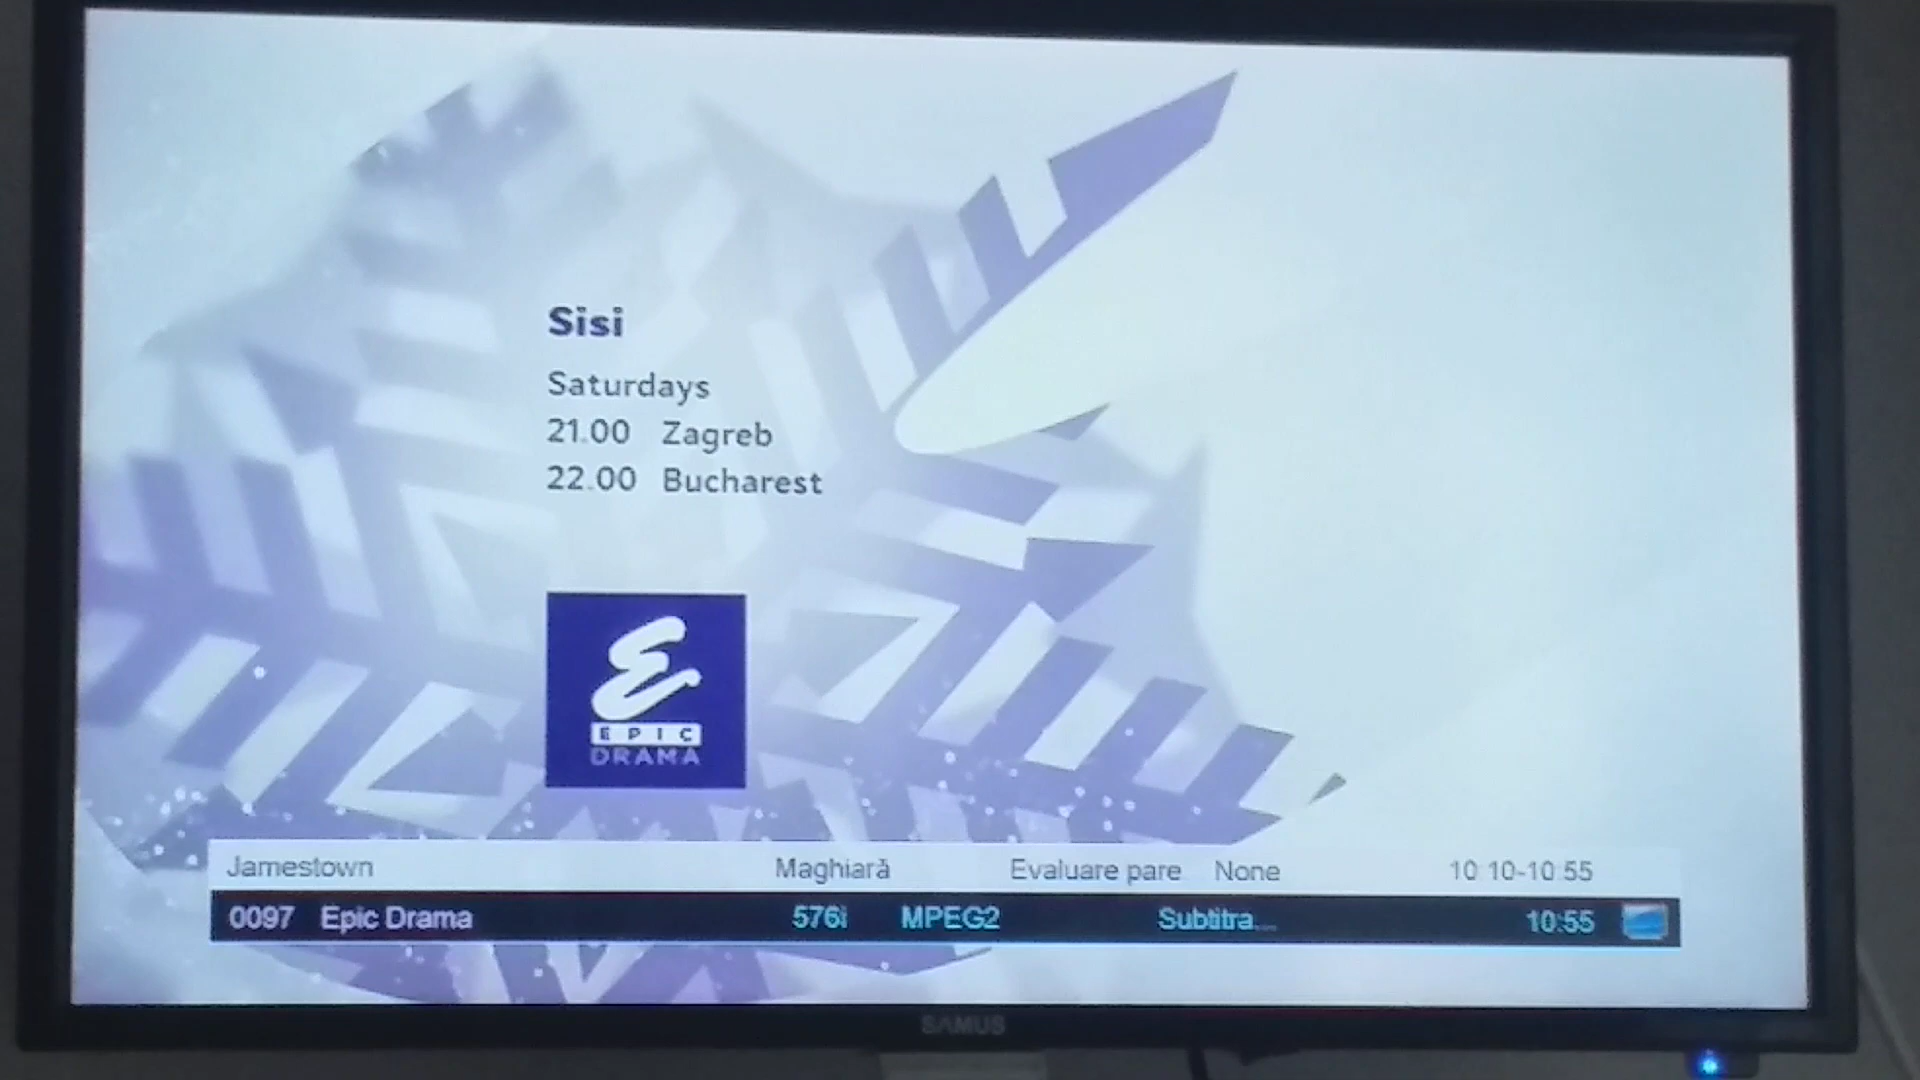 Sisi
Saturdays
21.00 Zagreb
22.00 Bucharest
E
EPIC
DRAMA
Jamestown Maghiară Evaluare pare None 10:10-10:55
0097 Epic Drama 576i MPEG2 Subtitra... 10:55
SAMUS